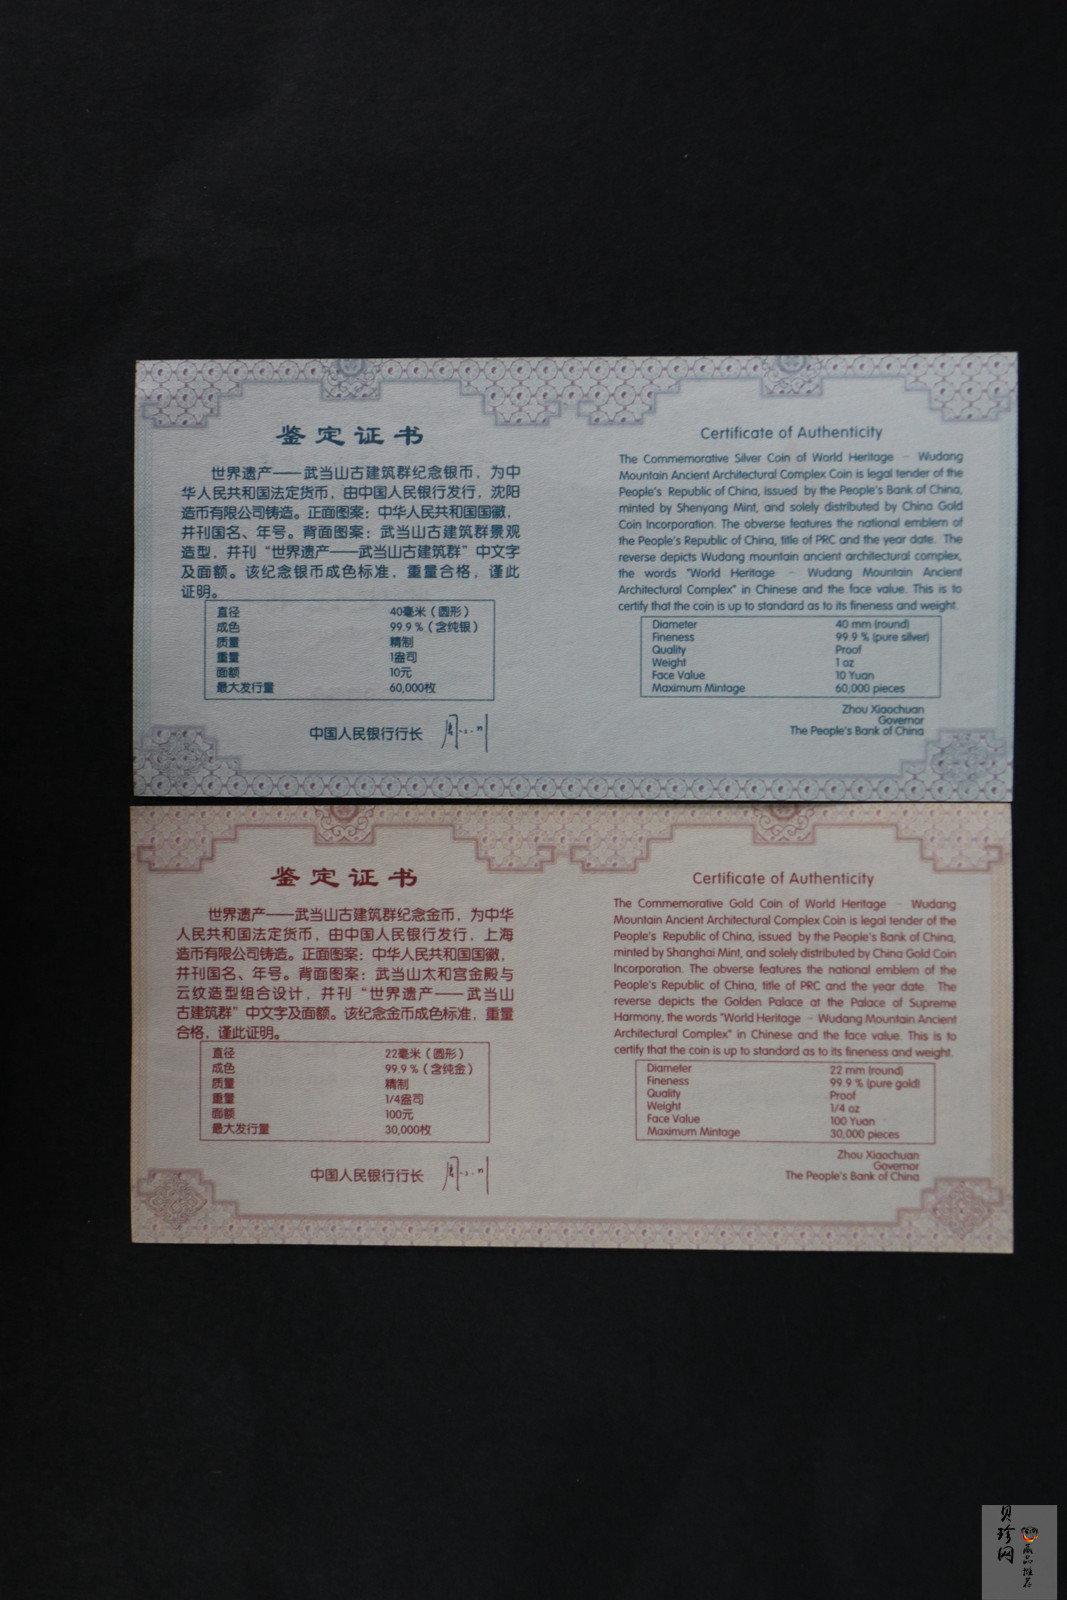 鉴定证书
世界遗产——武当山古建筑群纪念银币，为中
华人民共和国法定货币，由中国人民银行发行，沈阳
造币有限公司铸造。正面图案：中华人民共和国国徽，
并刊国名、年号。背面图案：武当山古建筑群景观
造型，并刊“世界遗产——武当山古建筑群”中文字
及面额。该纪念银币成色标准，重量合格，谨此
证明。
直径 40毫米（圆形）
成色 99.9％（含纯银）
质量 精制
重量 1盎司
面额 10元
最大发行量 60,000枚
中国人民银行行长
Certificate of Authenticity
The Commemorative Silver Coin of World Heritage – Wudang
Mountain Ancient Architectural Complex Coin is legal tender of the
People's Republic of China, issued by the People's Bank of China,
minted by Shenyang Mint, and solely distributed by China Gold
Coin Incorporation. The obverse features the national emblem of
the People's Republic of China, title of PRC and the year date. The
reverse depicts Wudang mountain ancient architectural complex,
the words "World Heritage – Wudang Mountain Ancient
Architectural Complex" in Chinese and the face value. This is to
certify that the coin is up to standard as to its fineness and weight.
Diameter 40 mm (round)
Fineness 99.9 % (pure silver)
Quality Proof
Weight 1 oz
Face Value 10 Yuan
Maximum Mintage 60,000 pieces
Zhou Xiaochuan
Governor
The People's Bank of China
鉴定证书
世界遗产——武当山古建筑群纪念金币，为中华
人民共和国法定货币，由中国人民银行发行，上海
造币有限公司铸造。正面图案：中华人民共和国国徽，
并刊国名、年号。背面图案：武当山太和宫金殿与
云纹造型组合设计，并刊“世界遗产——武当山
古建筑群”中文字及面额。该纪念金币成色标准，重量
合格，谨此证明。
直径 22毫米（圆形）
成色 99.9％（含纯金）
质量 精制
重量 1/4盎司
面额 100元
最大发行量 30,000枚
中国人民银行行长
Certificate of Authenticity
The Commemorative Gold Coin of World Heritage – Wudang
Mountain Ancient Architectural Complex Coin is legal tender of the
People's Republic of China, issued by the People's Bank of China,
minted by Shanghai Mint, and solely distributed by China Gold Coin
Incorporation. The obverse features the national emblem of the
People's Republic of China, title of PRC and the year date. The
reverse depicts the Golden Palace at the Palace of Supreme
Harmony, the words "World Heritage – Wudang Mountain Ancient
Architectural Complex" in Chinese and the face value. This is to
certify that the coin is up to standard as to its fineness and weight.
Diameter 22 mm (round)
Fineness 99.9 % (pure gold)
Quality Proof
Weight 1/4 oz
Face Value 100 Yuan
Maximum Mintage 30,000 pieces
Zhou Xiaochuan
Governor
The People's Bank of China
贝珍网
藏品推荐